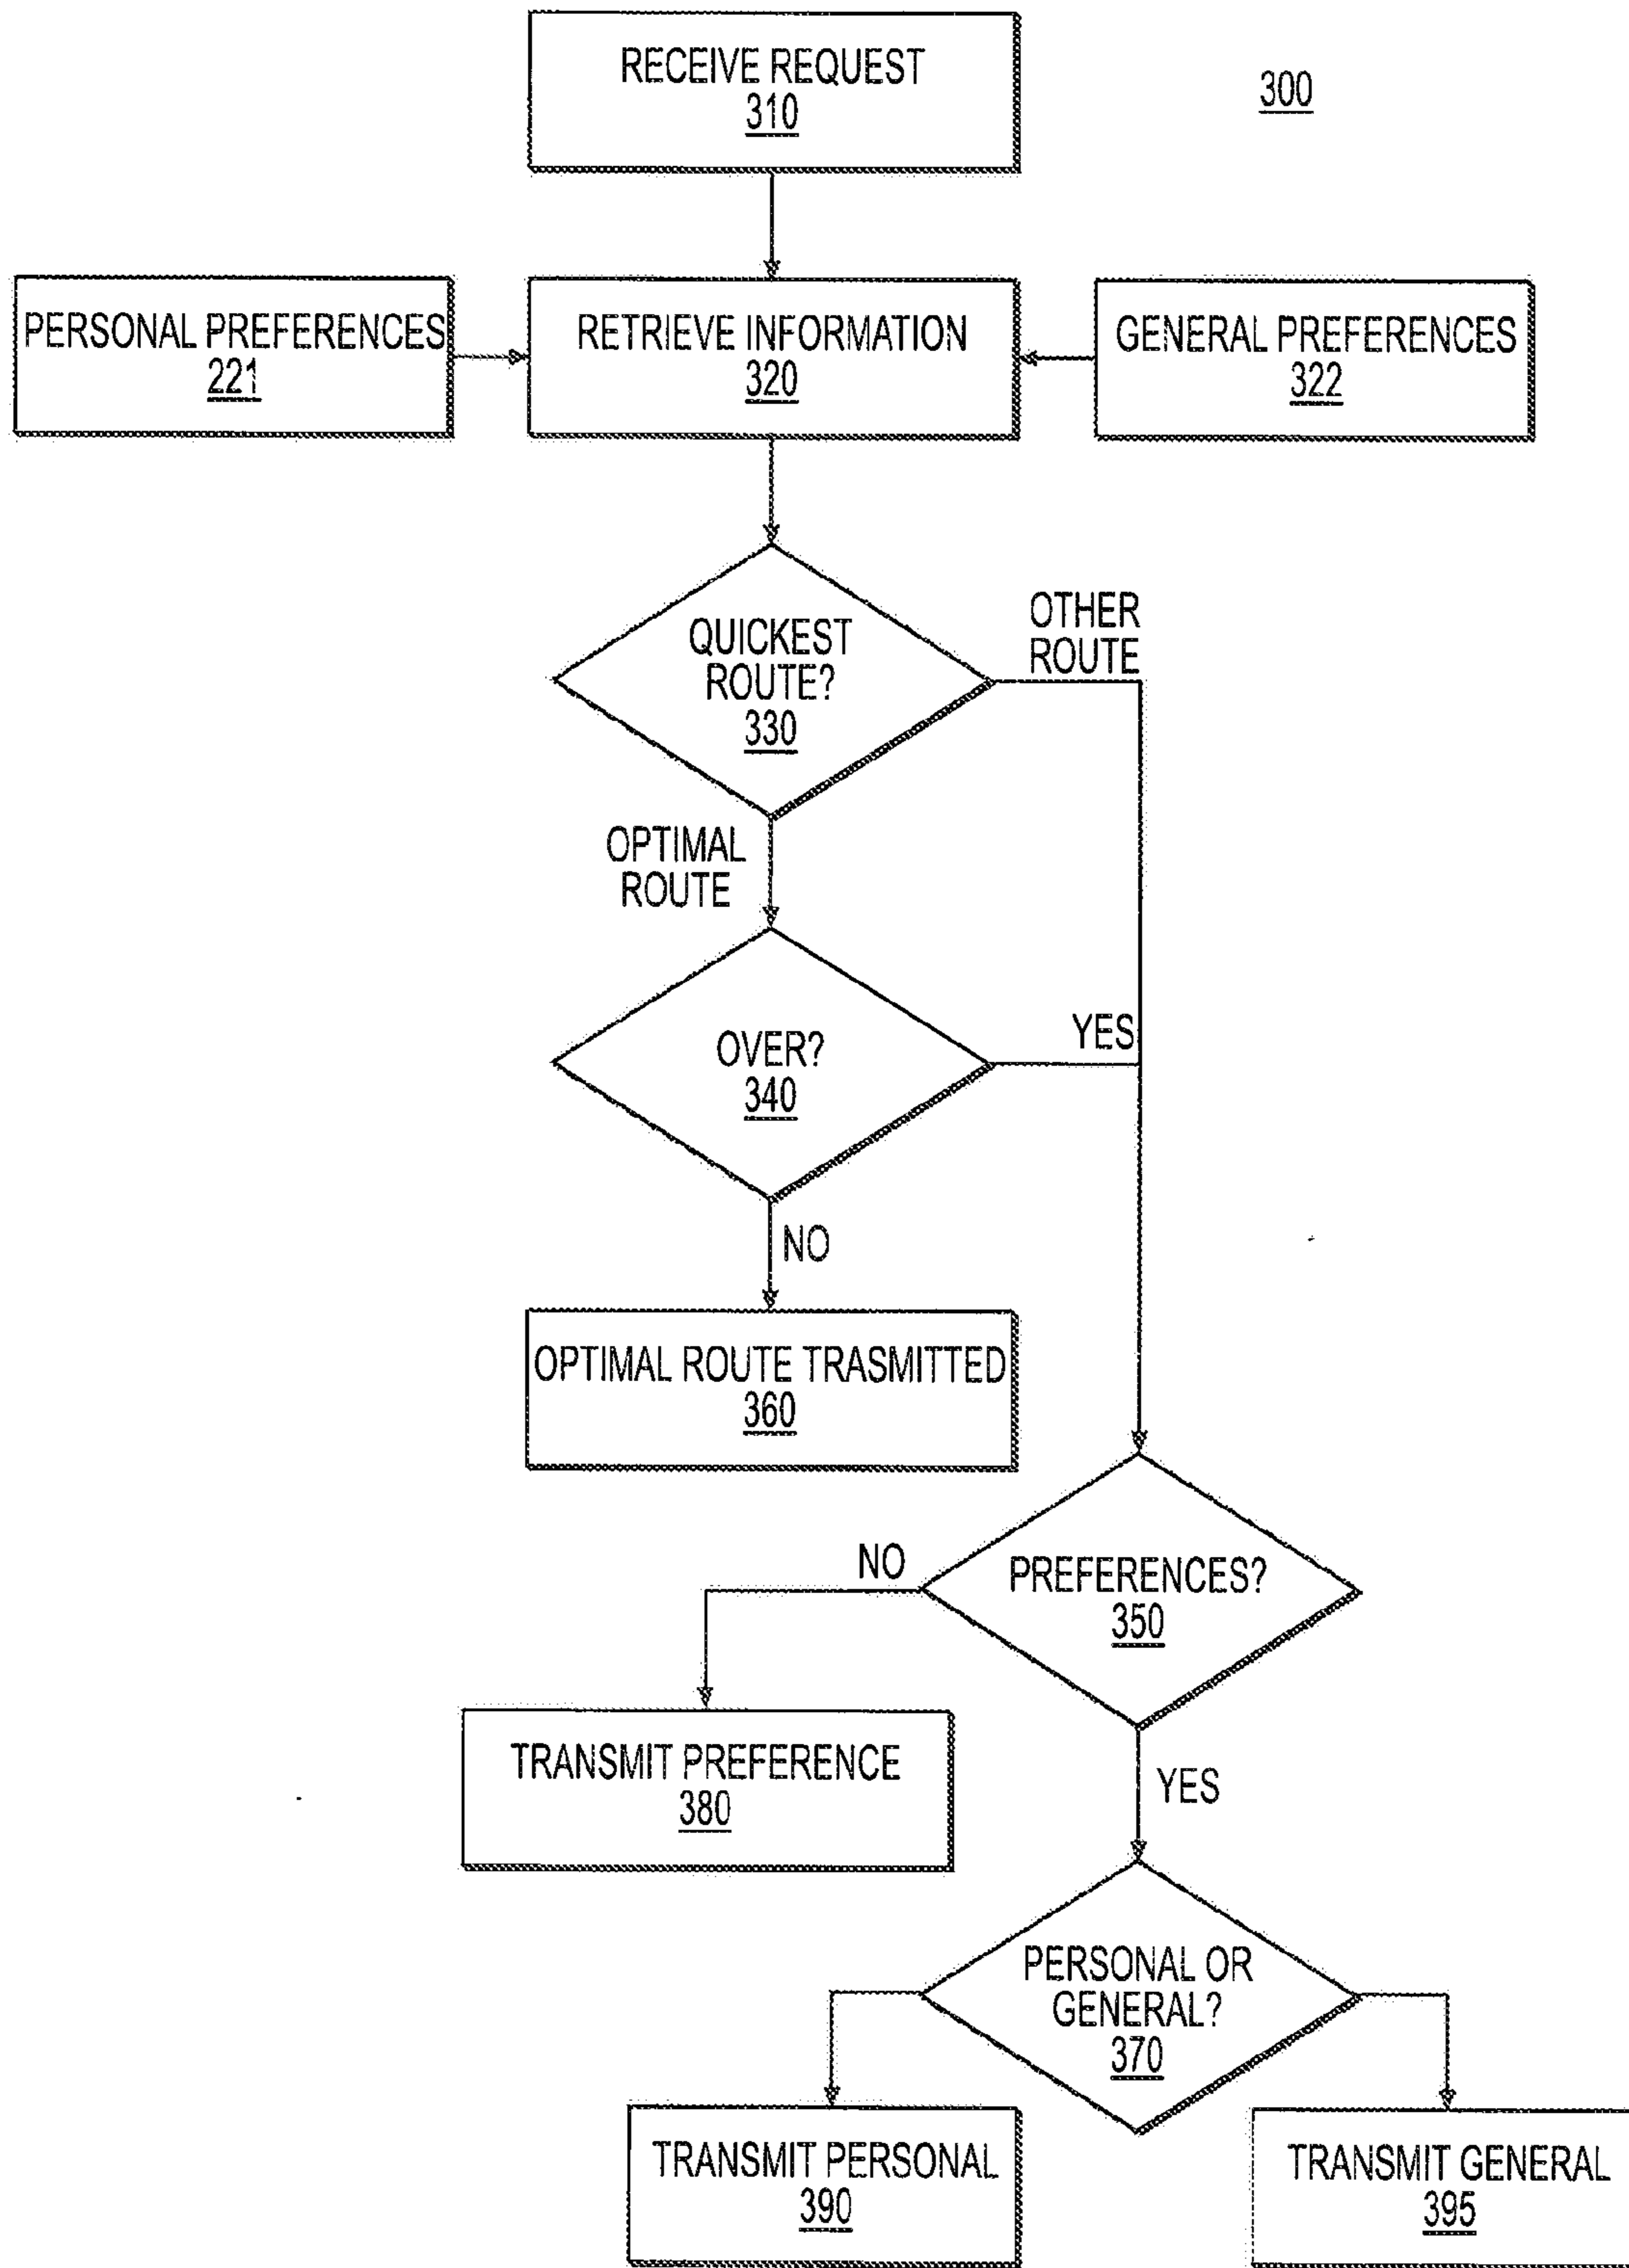 RECEIVE REQUEST
310
300
PERSONAL PREFERENCES
221
RETRIEVE INFORMATION
320
GENERAL PREFERENCES
322
QUICKEST
ROUTE?
330
OTHER
ROUTE
OPTIMAL
ROUTE
OVER?
340
YES
NO
OPTIMAL ROUTE TRASMITTED
360
PREFERENCES?
350
NO
TRANSMIT PREFERENCE
380
YES
PERSONAL OR
GENERAL?
370
TRANSMIT PERSONAL
390
TRANSMIT GENERAL
395